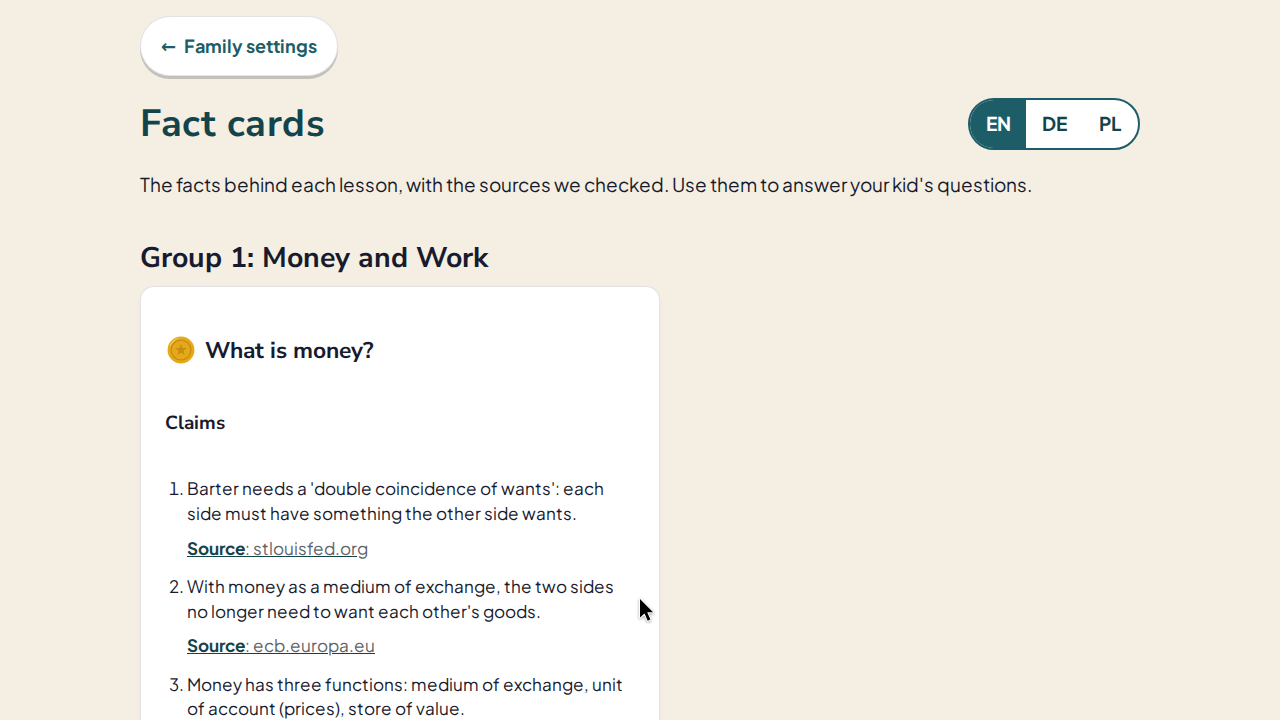 ← Family settings
Fact cards
EN DE PL
The facts behind each lesson, with the sources we checked. Use them to answer your kid's questions.
Group 1: Money and Work
What is money?
Claims
1. Barter needs a 'double coincidence of wants': each
side must have something the other side wants.
Source: stlouisfed.org
2. With money as a medium of exchange, the two sides
no longer need to want each other's goods.
Source: ecb.europa.eu
3. Money has three functions: medium of exchange, unit
of account (prices), store of value.